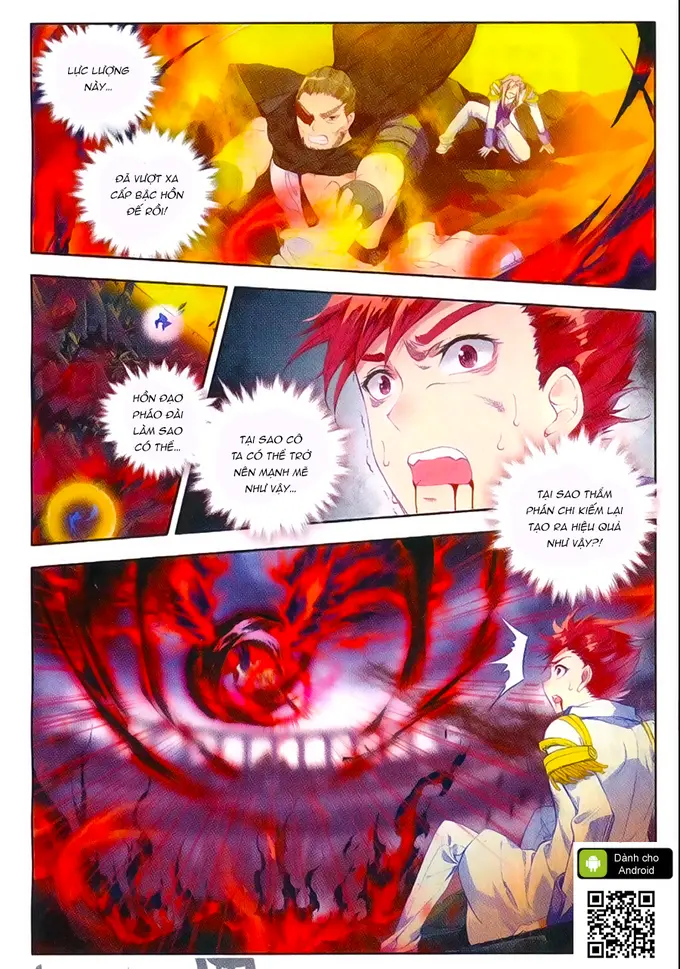 LỰC LƯỢNG
NÀY...
ĐÃ VƯỢT XA
CẤP BẬC HỒN
ĐẾ RỒI!
HỒN ĐẠO
PHÁO ĐÀI
LÀM SAO
CÓ THỂ...
TẠI SAO CÔ
TA CÓ THỂ TRỞ
NÊN MẠNH MẼ
NHƯ VẬY...
TẠI SAO THẨM
PHÁN CHI KIẾM LẠI
TẠO RA HIỆU QUẢ
NHƯ VẬY?!
Dành cho
Android